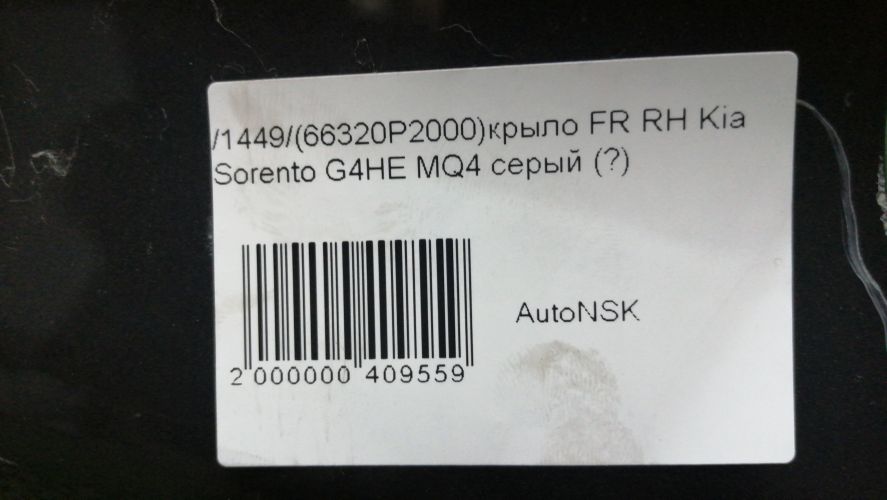 /1449/(66320P2000)крыло FR RH Kia
Sorento G4HE MQ4 серый (?)
AutoNSK
2 000000 409559